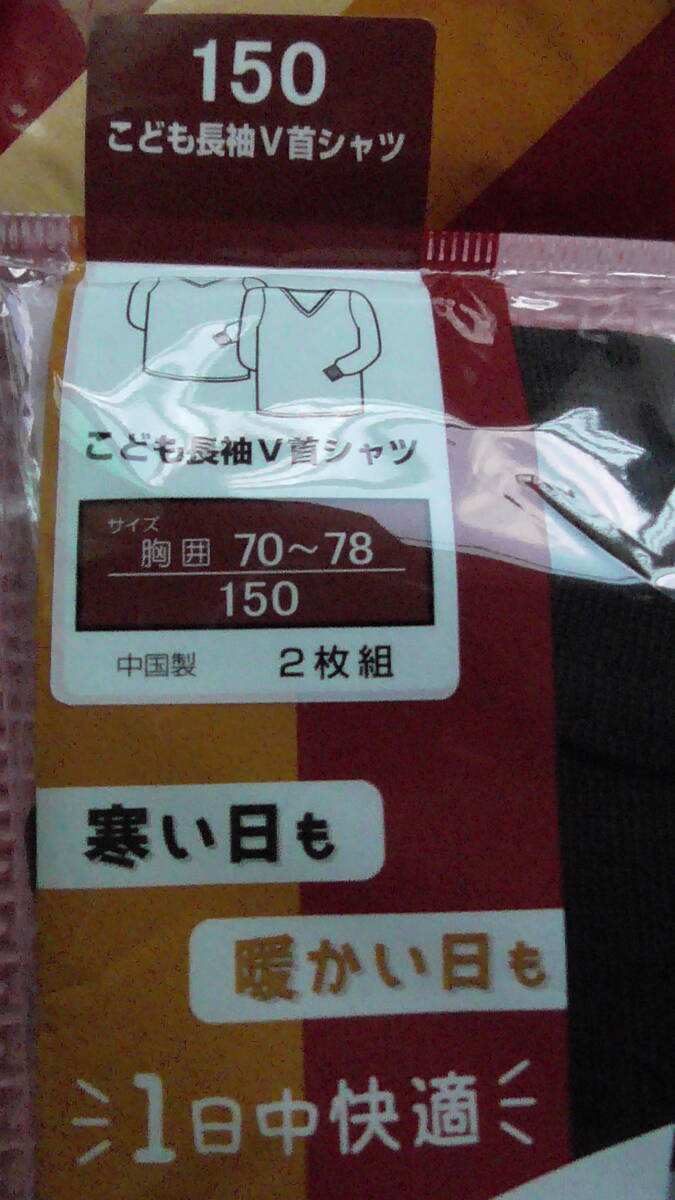 150
こども長袖V首シャツ
こども長袖V首シャツ
サイズ
胸囲 70~78
150
中国製 2枚組
寒い日も
暖かい日も
1日中快適